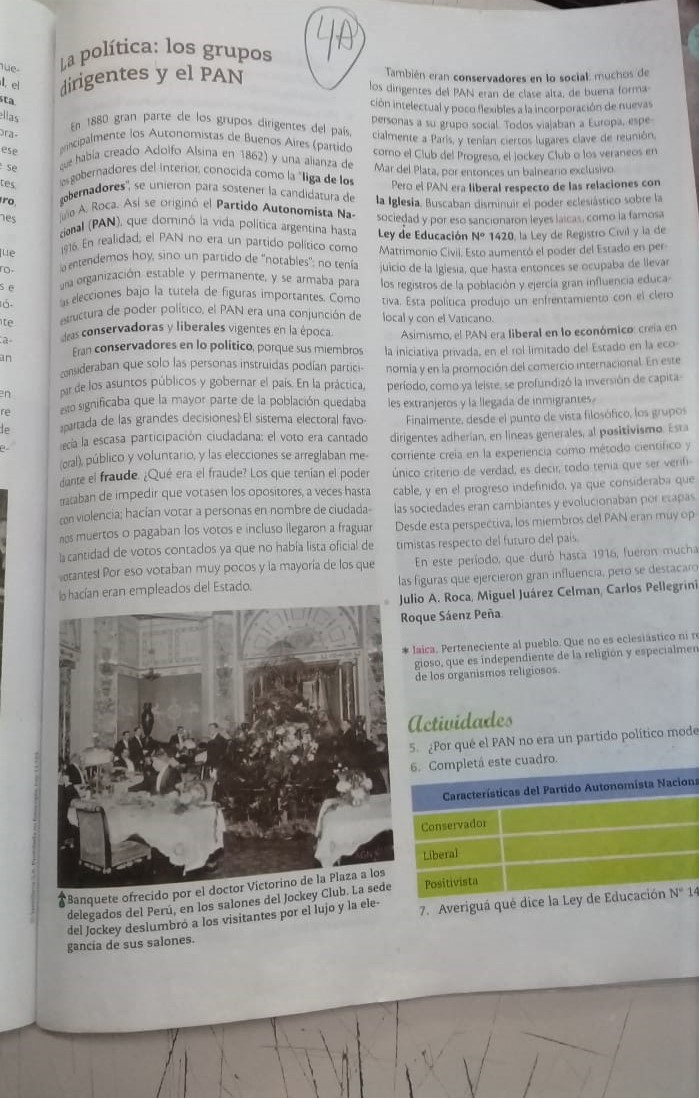 4A
La política: los grupos
dirigentes y el PAN
En 1880 gran parte de los grupos dirigentes del país,
principalmente los Autonomistas de Buenos Aires (partido
que había creado Adolfo Alsina en 1862) y una alianza de
los gobernadores del Interior, conocida como la "liga de los
gobernadores", se unieron para sostener la candidatura de
Julio A. Roca. Así se originó el Partido Autonomista Na-
cional (PAN), que dominó la vida política argentina hasta
1916. En realidad, el PAN no era un partido político como
lo entendemos hoy, sino un partido de "notables": no tenía
una organización estable y permanente, y se armaba para
las elecciones bajo la tutela de figuras importantes. Como
estructura de poder político, el PAN era una conjunción de
ideas conservadoras y liberales vigentes en la época.
Eran conservadores en lo político, porque sus miembros
consideraban que solo las personas instruidas podían partici-
par de los asuntos públicos y gobernar el país. En la práctica,
esto significaba que la mayor parte de la población quedaba
apartada de las grandes decisiones. El sistema electoral favo-
recía la escasa participación ciudadana: el voto era cantado
(oral), público y voluntario, y las elecciones se arreglaban me-
diante el fraude. ¿Qué era el fraude? Los que tenían el poder
trataban de impedir que votasen los opositores, a veces hasta
con violencia; hacían votar a personas en nombre de ciudada-
nos muertos o pagaban los votos e incluso llegaron a fraguar
la cantidad de votos contados ya que no había lista oficial de
votantes! Por eso votaban muy pocos y la mayoría de los que
lo hacían eran empleados del Estado.
Banquete ofrecido por el doctor Victorino de la Plaza a los
delegados del Perú, en los salones del Jockey Club. La sede
del Jockey deslumbró a los visitantes por el lujo y la ele-
gancia de sus salones.
También eran conservadores en lo social: muchos de
los dirigentes del PAN eran de clase alta, de buena forma-
ción intelectual y poco flexibles a la incorporación de nuevas
personas a su grupo social. Todos viajaban a Europa, espe-
cialmente a París, y tenían ciertos lugares clave de reunión,
como el Club del Progreso, el Jockey Club o los veraneos en
Mar del Plata, por entonces un balneario exclusivo.
Pero el PAN era liberal respecto de las relaciones con
la Iglesia. Buscaban disminuir el poder eclesiástico sobre la
sociedad y por eso sancionaron leyes laicas, como la famosa
Ley de Educación Nº 1420, la Ley de Registro Civil y la de
Matrimonio Civil. Esto aumentó el poder del Estado en per-
juicio de la Iglesia, que hasta entonces se ocupaba de llevar
los registros de la población y ejercía gran influencia educa-
tiva. Esta política produjo un enfrentamiento con el clero
local y con el Vaticano.
Asimismo, el PAN era liberal en lo económico: creía en
la iniciativa privada, en el rol limitado del Estado en la eco-
nomía y en la promoción del comercio internacional. En este
período, como ya leíste, se profundizó la inversión de capita-
les extranjeros y la llegada de inmigrantes.
Finalmente, desde el punto de vista filosófico, los grupos
dirigentes adherían, en líneas generales, al positivismo. Esta
corriente creía en la experiencia como método científico y
único criterio de verdad, es decir, todo tenía que ser verifi-
cable, y en el progreso indefinido, ya que consideraba que
las sociedades eran cambiantes y evolucionaban por etapas.
Desde esta perspectiva, los miembros del PAN eran muy op-
timistas respecto del futuro del país.
En este período, que duró hasta 1916, fueron mucha
las figuras que ejercieron gran influencia, pero se destacaro
Julio A. Roca, Miguel Juárez Celman, Carlos Pellegrini
Roque Sáenz Peña.
* laica. Perteneciente al pueblo. Que no es eclesiástico ni r
gioso, que es independiente de la religión y especialmen
de los organismos religiosos.
Actividades
5. ¿Por qué el PAN no era un partido político mode
6. Completá este cuadro.
Características del Partido Autonomista Naciona
Conservador
Liberal
Positivista
7. Averiguá qué dice la Ley de Educación Nº 14